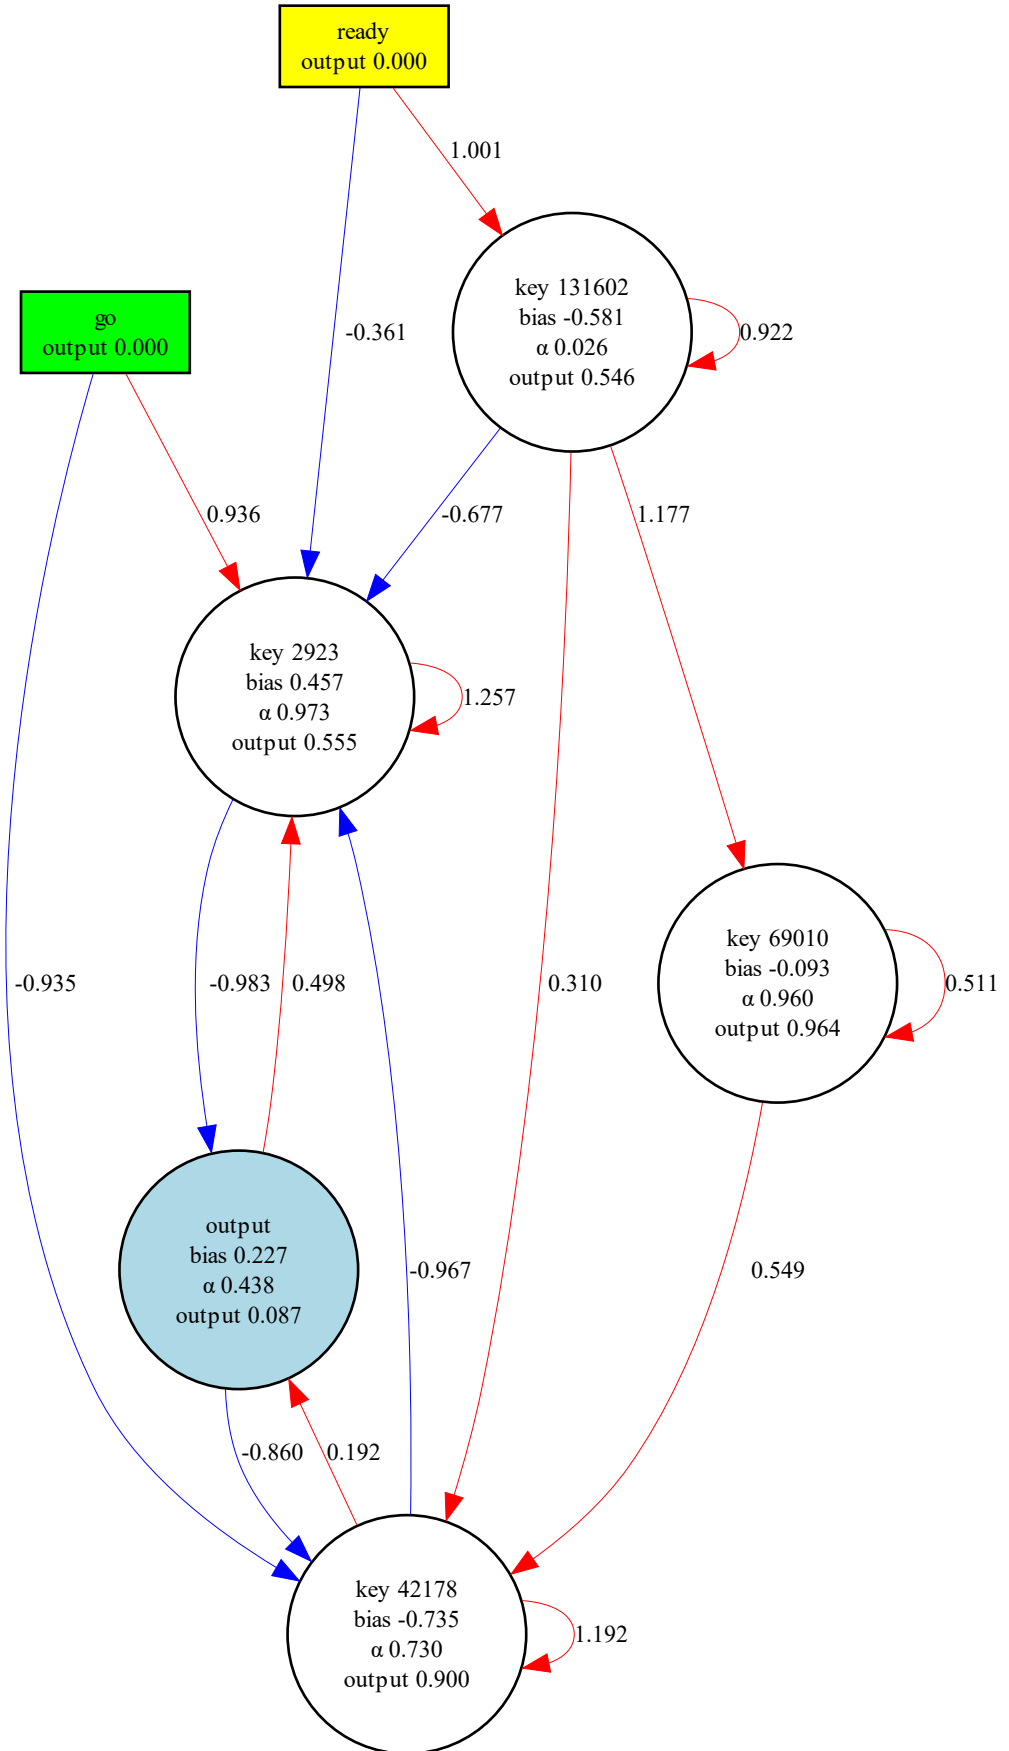 ready
output 0.000
1.001
go
output 0.000
-0.361
key 131602
bias -0.581
α 0.026
output 0.546
0.922
0.936
-0.677
1.177
key 2923
bias 0.457
α 0.973
output 0.555
1.257
-0.935
-0.983
0.498
0.310
key 69010
bias -0.093
α 0.960
output 0.964
0.511
output
bias 0.227
α 0.438
output 0.087
-0.967
0.549
-0.860
0.192
key 42178
bias -0.735
α 0.730
output 0.900
1.192